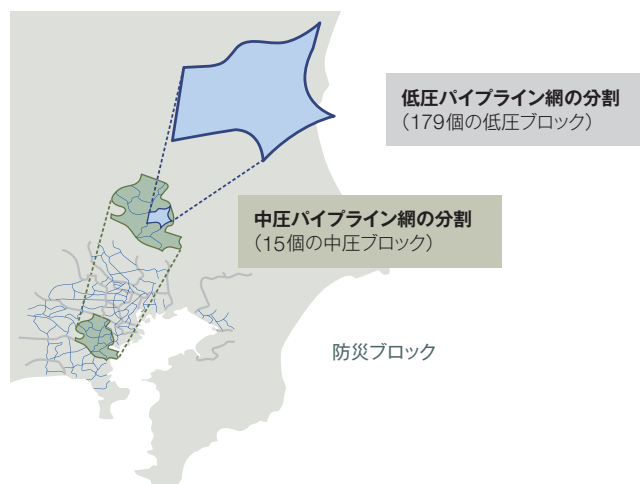 低圧パイプライン網の分割
（179個の低圧ブロック）
中圧パイプライン網の分割
（15個の中圧ブロック）
防災ブロック